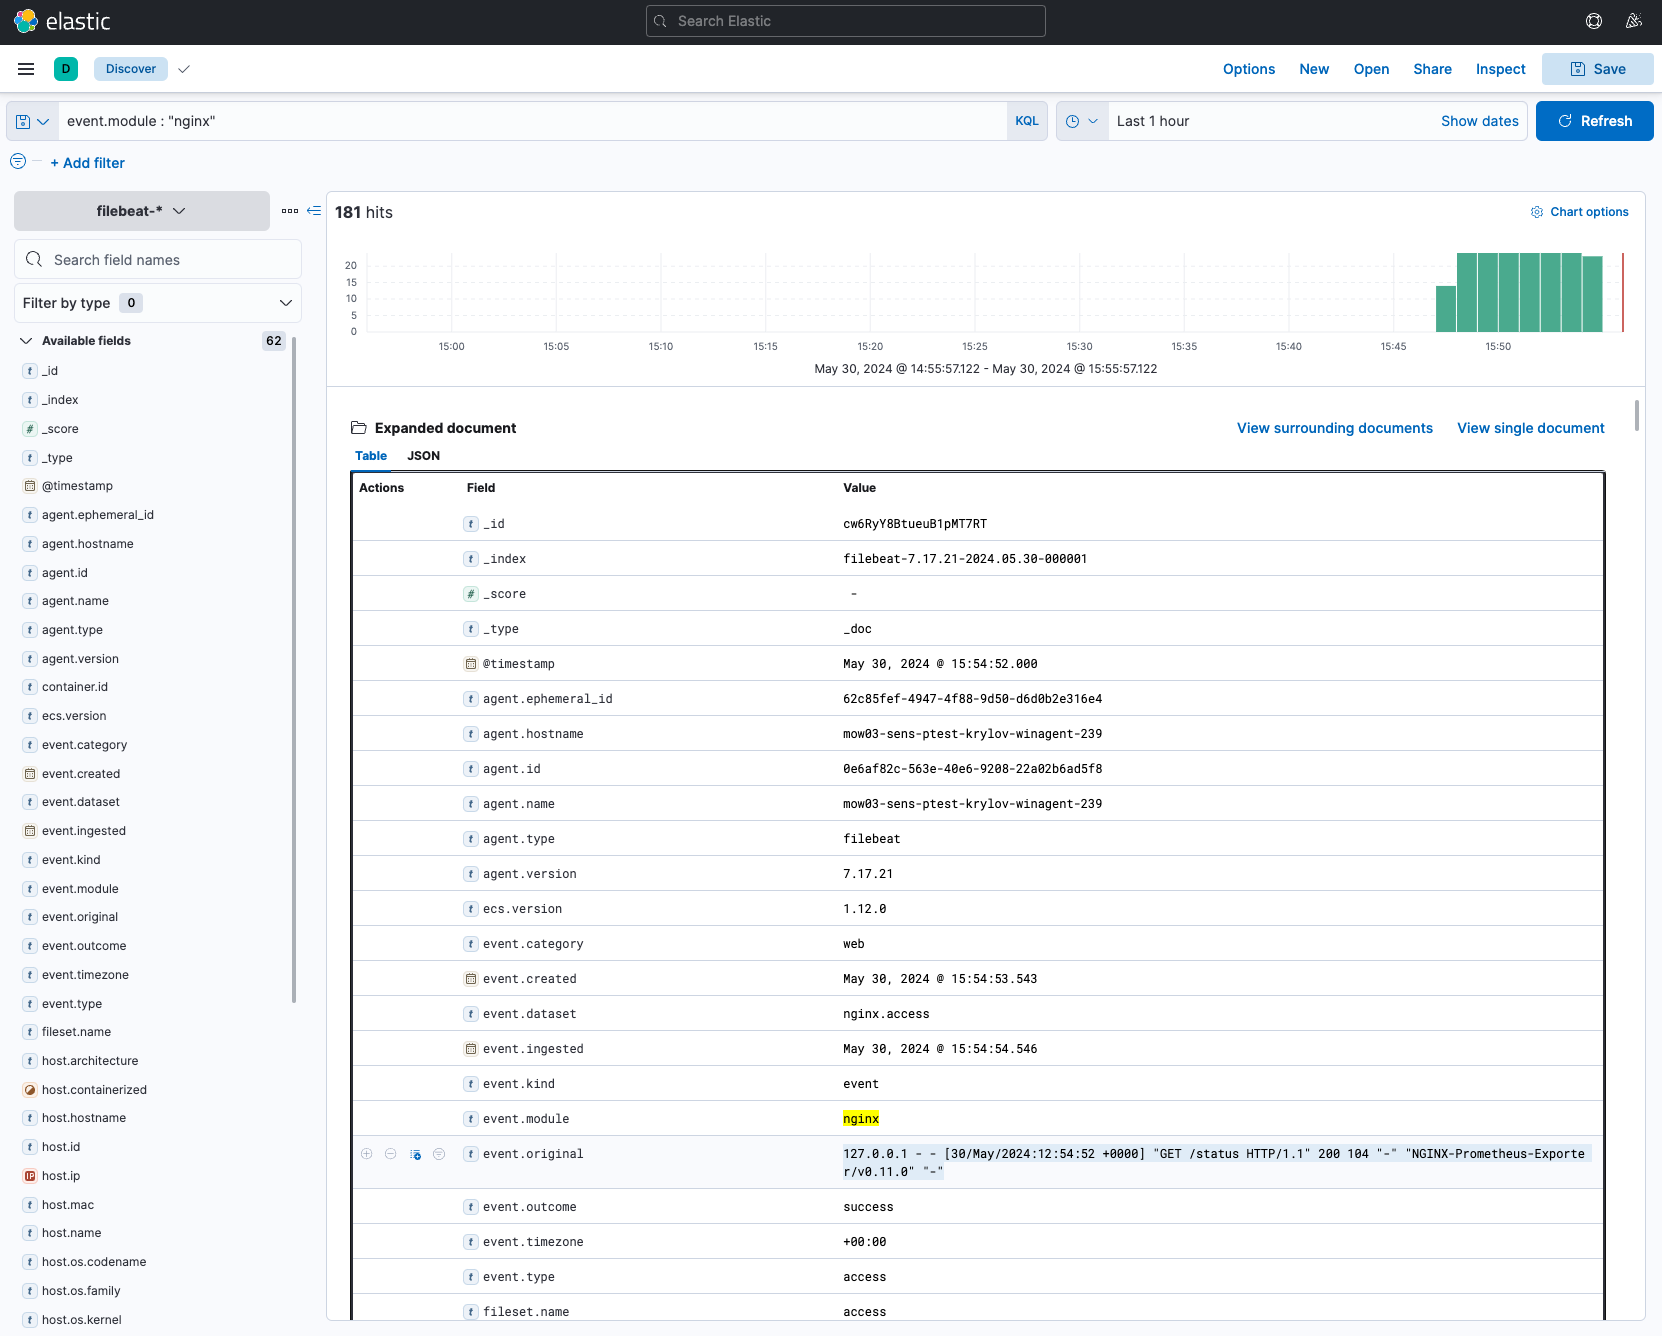 elastic
Search Elastic
D
Discover
Options
New
Open
Share
Inspect
Save
event.module : "nginx"
KQL
Last 1 hour
Show dates
Refresh
+ Add filter
filebeat-*
181 hits
Chart options
Search field names
Filter by type 0
Available fields 62
t _id
t _index
# _score
t _type
@timestamp
t agent.ephemeral_id
t agent.hostname
t agent.id
t agent.name
t agent.type
t agent.version
t container.id
t ecs.version
t event.category
event.created
t event.dataset
event.ingested
t event.kind
t event.module
t event.original
t event.outcome
t event.timezone
t event.type
t fileset.name
t host.architecture
host.containerized
t host.hostname
t host.id
IP host.ip
t host.mac
t host.name
t host.os.codename
t host.os.family
t host.os.kernel
20
15
10
5
0
15:00 15:05 15:10 15:15 15:20 15:25 15:30 15:35 15:40 15:45 15:50
May 30, 2024 @ 14:55:57.122 - May 30, 2024 @ 15:55:57.122
Expanded document
View surrounding documents
View single document
Table JSON
Actions Field Value
t _id cw6RyY8BtueuB1pMT7RT
t _index filebeat-7.17.21-2024.05.30-000001
# _score -
t _type _doc
@timestamp May 30, 2024 @ 15:54:52.000
t agent.ephemeral_id 62c85fef-4947-4f88-9d50-d6d0b2e316e4
t agent.hostname mow03-sens-ptest-krylov-winagent-239
t agent.id 0e6af82c-563e-40e6-9208-22a02b6ad5f8
t agent.name mow03-sens-ptest-krylov-winagent-239
t agent.type filebeat
t agent.version 7.17.21
t ecs.version 1.12.0
t event.category web
event.created May 30, 2024 @ 15:54:53.543
t event.dataset nginx.access
event.ingested May 30, 2024 @ 15:54:54.546
t event.kind event
t event.module nginx
t event.original 127.0.0.1 - - [30/May/2024:12:54:52 +0000] "GET /status HTTP/1.1" 200 104 "-" "NGINX-Prometheus-Exporte
r/v0.11.0" "-"
t event.outcome success
t event.timezone +00:00
t event.type access
t fileset.name access